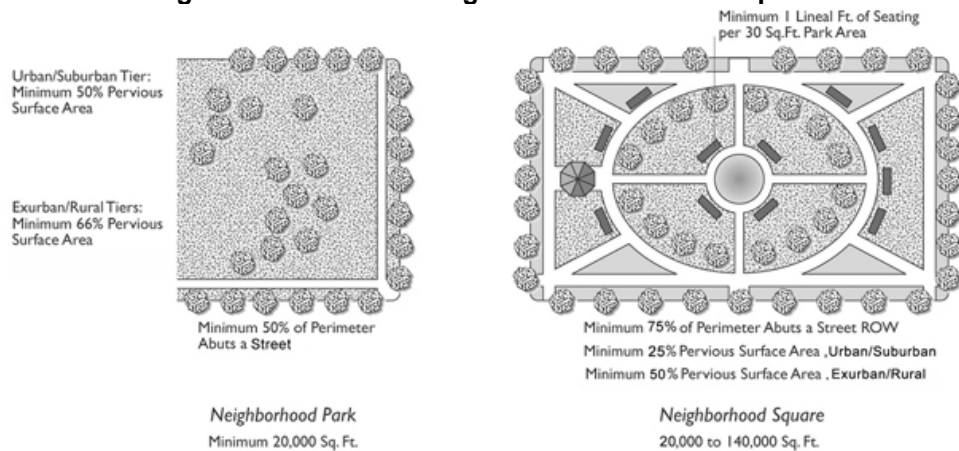 Minimum 1 Lineal Ft. of Seating
per 30 Sq.Ft. Park Area
Urban/Suburban Tier:
Minimum 50% Pervious
Surface Area
Exurban/Rural Tiers:
Minimum 66% Pervious
Surface Area
Minimum 50% of Perimeter
Abuts a Street
Minimum 75% of Perimeter Abuts a Street ROW
Minimum 25% Pervious Surface Area ,Urban/Suburban
Minimum 50% Pervious Surface Area , Exurban/Rural
Neighborhood Park
Minimum 20,000 Sq. Ft.
Neighborhood Square
20,000 to 140,000 Sq. Ft.